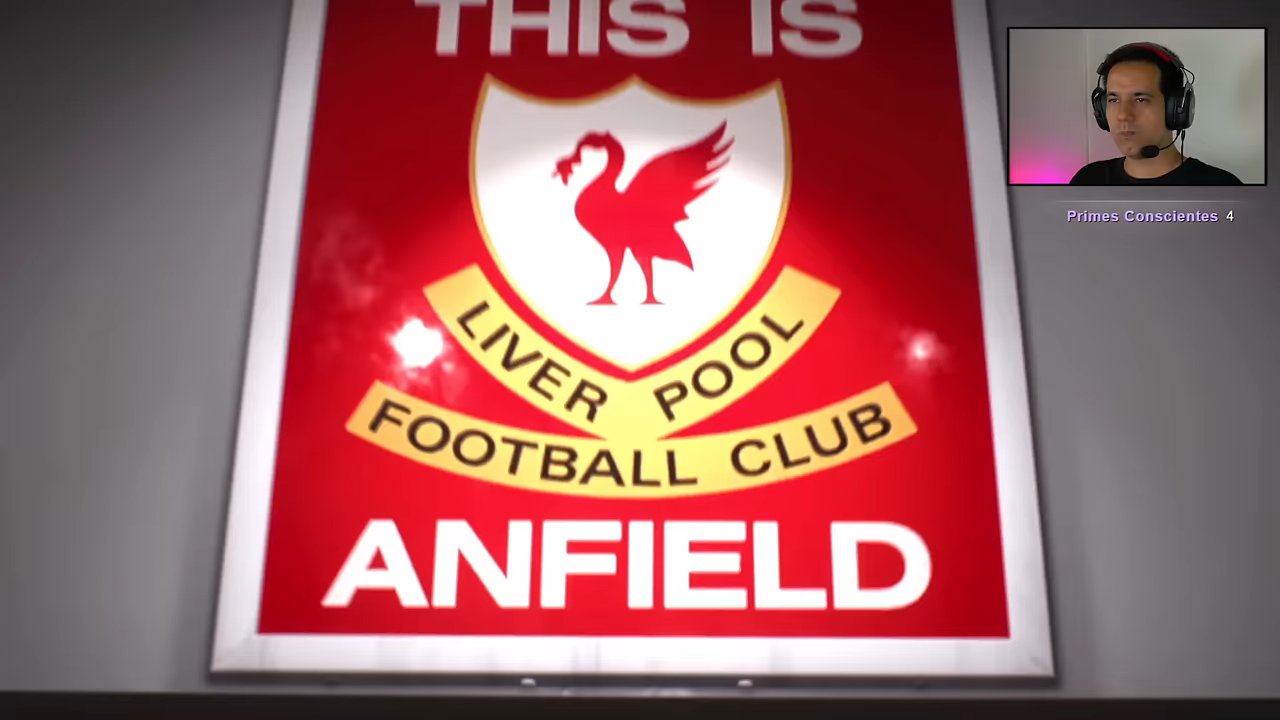 THIS IS
LIVER POOL
FOOTBALL CLUB
ANFIELD
Primes Conscientes 4